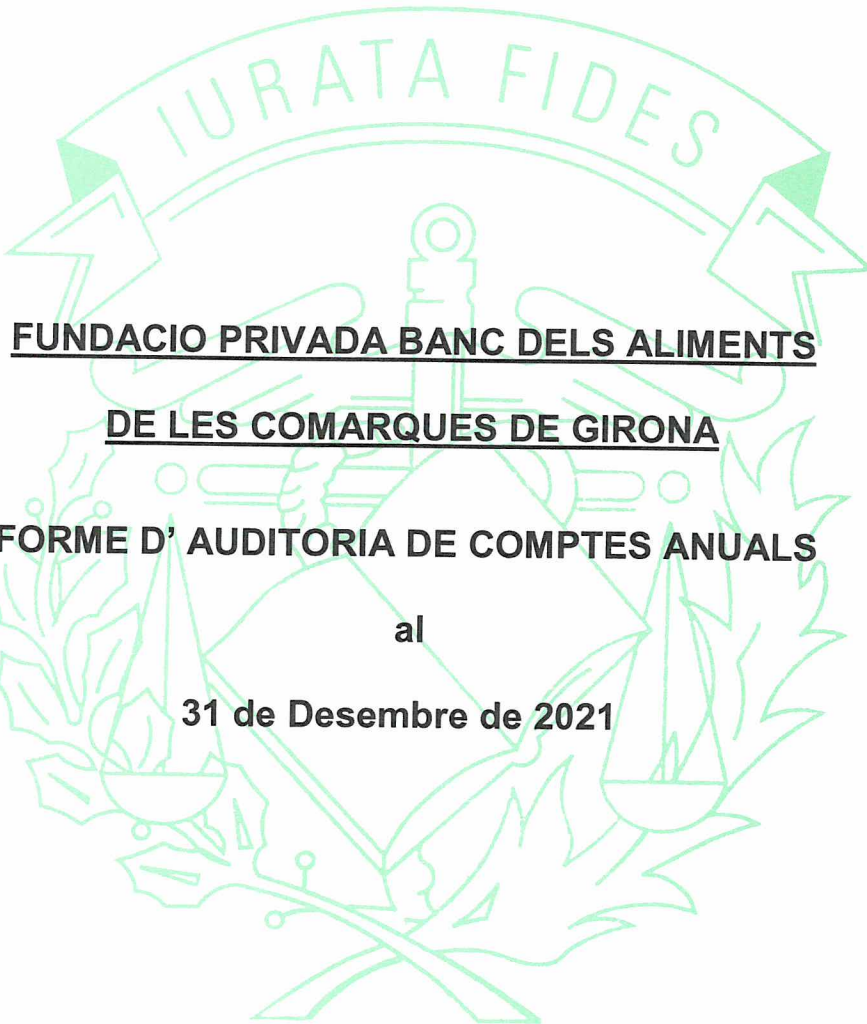 IURATA FIDES
FUNDACIO PRIVADA BANC DELS ALIMENTS
DE LES COMARQUES DE GIRONA
FORME D' AUDITORIA DE COMPTES ANUALS
al
31 de Desembre de 2021